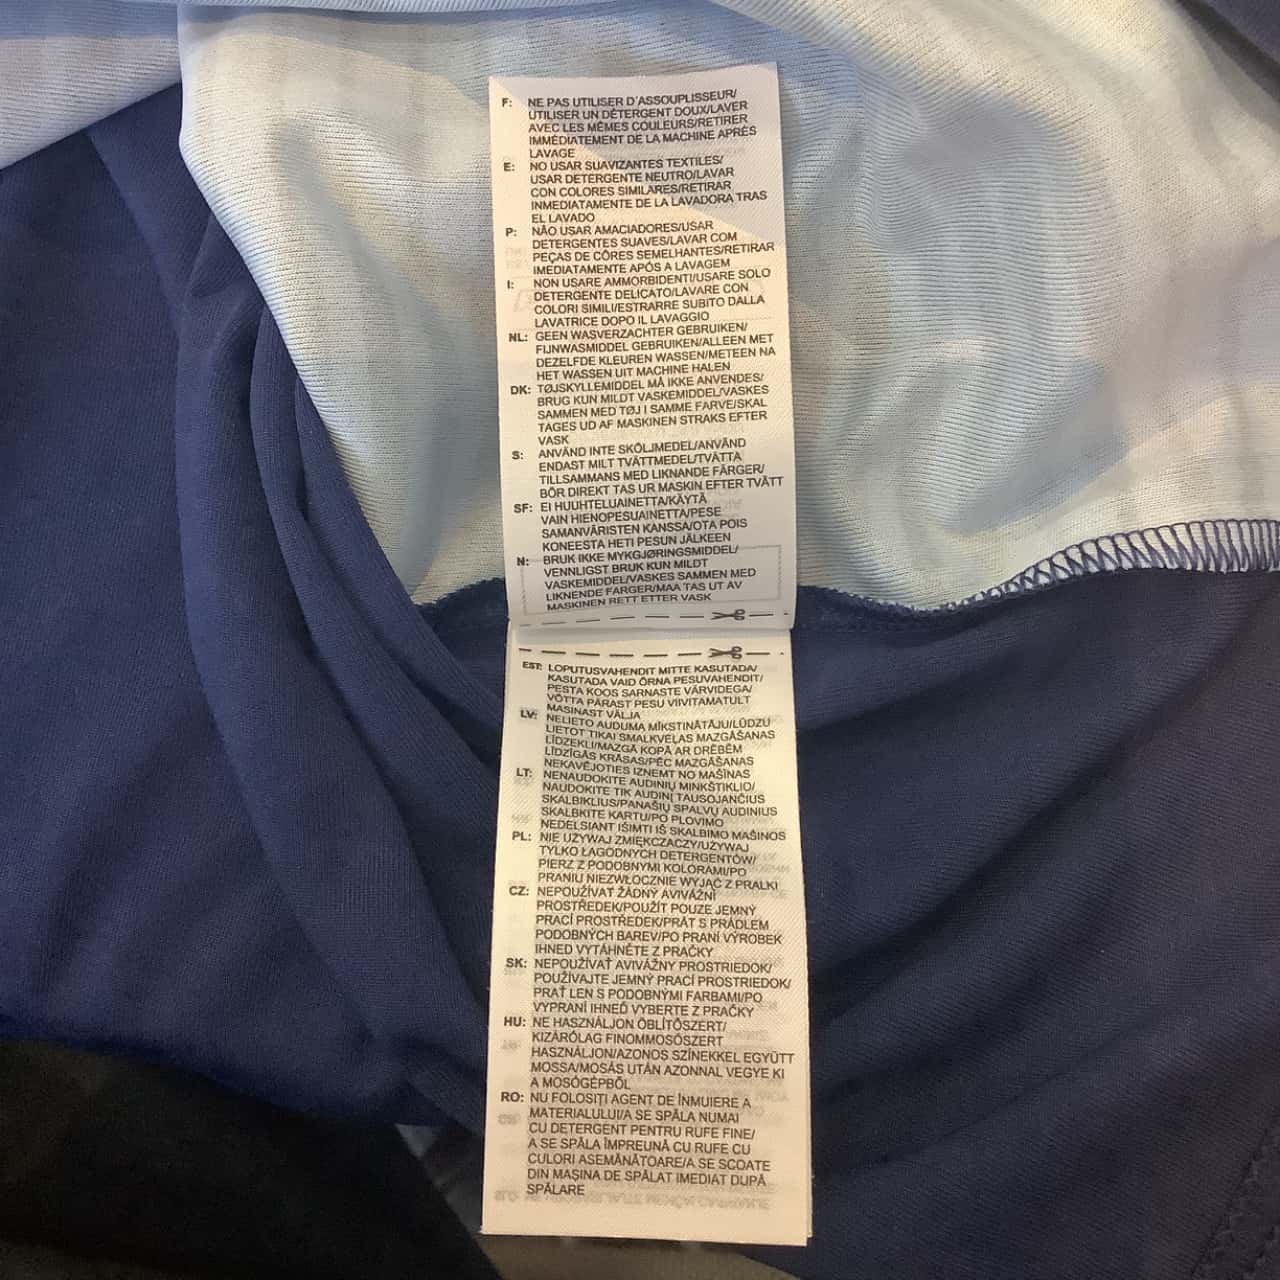 F: NE PAS UTILISER D'ASSOUPLISSEUR/
UTILISER UN DÉTERGENT DOUX/LAVER
AVEC LES MÊMES COULEURS/RETIRER
IMMÉDIATEMENT DE LA MACHINE APRÈS
LAVAGE
E: NO USAR SUAVIZANTES TEXTILES/
USAR DETERGENTE NEUTRO/LAVAR
CON COLORES SIMILARES/RETIRAR
INMEDIATAMENTE DE LA LAVADORA TRAS
EL LAVADO
P: NÃO USAR AMACIADORES/USAR
DETERGENTES SUAVES/LAVAR COM
PEÇAS DE CÔRES SEMELHANTES/RETIRAR
IMEDIATAMENTE APÓS A LAVAGEM
I: NON USARE AMMORBIDENTI/USARE SOLO
DETERGENTE DELICATO/LAVARE CON
COLORI SIMILI/ESTRARRE SUBITO DALLA
LAVATRICE DOPO IL LAVAGGIO
NL: GEEN WASVERZACHTER GEBRUIKEN/
FIJNWASMIDDEL GEBRUIKEN/ALLEEN MET
DEZELFDE KLEUREN WASSEN/METEEN NA
HET WASSEN UIT MACHINE HALEN
DK: TØJSKYLLEMIDDEL MÅ IKKE ANVENDES/
BRUG KUN MILDT VASKEMIDDEL/VASKES
SAMMEN MED TØJ I SAMME FARVE/SKAL
TAGES UD AF MASKINEN STRAKS EFTER
VASK
S: ANVÄND INTE SKÖLJMEDEL/ANVÄND
ENDAST MILT TVÄTTMEDEL/TVÄTTA
TILLSAMMANS MED LIKNANDE FÄRGER/
BÖR DIREKT TAS UR MASKIN EFTER TVÄTT
SF: EI HUUHTELUAINETTA/KÄYTÄ
VAIN HIENOPESUAINETTA/PESE
SAMANVÄRISTEN KANSSA/OTA POIS
KONEESTA HETI PESUN JÄLKEEN
N: BRUK IKKE MYKGJØRINGSMIDDEL/
VENNLIGST BRUK KUN MILDT
VASKEMIDDEL/VASKES SAMMEN MED
LIKNENDE FARGER/MAA TAS UT AV
MASKINEN RETT ETTER VASK
EST: LOPUTUSVAHENDIT MITTE KASUTADA/
KASUTADA VAID ÕRNA PESUVAHENDIT/
PESTA KOOS SARNASTE VÄRVIDEGA/
VÕTTA PÄRAST PESU VIIVITAMATULT
MASINAST VÄLJA
LV: NELIETO AUDUMA MĪKSTINĀTĀJU/LŪDZU
LIETOT TIKAI SMALKVEĻAS MAZGĀŠANAS
LĪDZEKLI/MAZGĀ KOPĀ AR DRĒBĒM
LĪDZĪGĀS KRĀSAS/PĒC MAZGĀŠANAS
NEKAVĒJOTIES IZŅEMT NO MAŠĪNAS
LT: NENAUDOKITE AUDINIŲ MINKŠTIKLIO/
NAUDOKITE TIK AUDINĮ TAUSOJANČIUS
SKALBIKLIUS/PANAŠIŲ SPALVŲ AUDINIUS
SKALBKITE KARTU/PO PLOVIMO
NEDELSIANT IŠIMTI IŠ SKALBIMO MAŠINOS
PL: NIE UŻYWAJ ZMIĘKCZACZY/UŻYWAJ
TYLKO ŁAGODNYCH DETERGENTÓW/
PIERZ Z PODOBNYMI KOLORAMI/PO
PRANIU NIEZWŁOCZNIE WYJĄĆ Z PRALKI
CZ: NEPOUŽÍVAT ŽÁDNÝ AVIVÁŽNÍ
PROSTŘEDEK/POUŽÍT POUZE JEMNÝ
PRACÍ PROSTŘEDEK/PRÁT S PRÁDLEM
PODOBNÝCH BAREV/PO PRANÍ VÝROBEK
IHNED VYTÁHNĚTE Z PRAČKY
SK: NEPOUŽÍVAŤ AVIVÁŽNY PROSTRIEDOK/
POUŽÍVAJTE JEMNÝ PRACÍ PROSTRIEDOK/
PRAŤ LEN S PODOBNÝMI FARBAMI/PO
VYPRANÍ IHNEĎ VYBERTE Z PRAČKY
HU: NE HASZNÁLJON ÖBLÍTŐSZERT/
KIZÁRÓLAG FINOMMOSÓSZERT
HASZNÁLJON/AZONOS SZÍNEKKEL EGYÜTT
MOSSA/MOSÁS UTÁN AZONNAL VEGYE KI
A MOSÓGÉPBŐL
RO: NU FOLOSIȚI AGENT DE ÎNMUIERE A
MATERIALULUI/A SE SPĂLA NUMAI
CU DETERGENT PENTRU RUFE FINE/
A SE SPĂLA ÎMPREUNĂ CU RUFE CU
CULORI ASEMĂNĂTOARE/A SE SCOATE
DIN MAȘINA DE SPĂLAT IMEDIAT DUPĂ
SPĂLARE